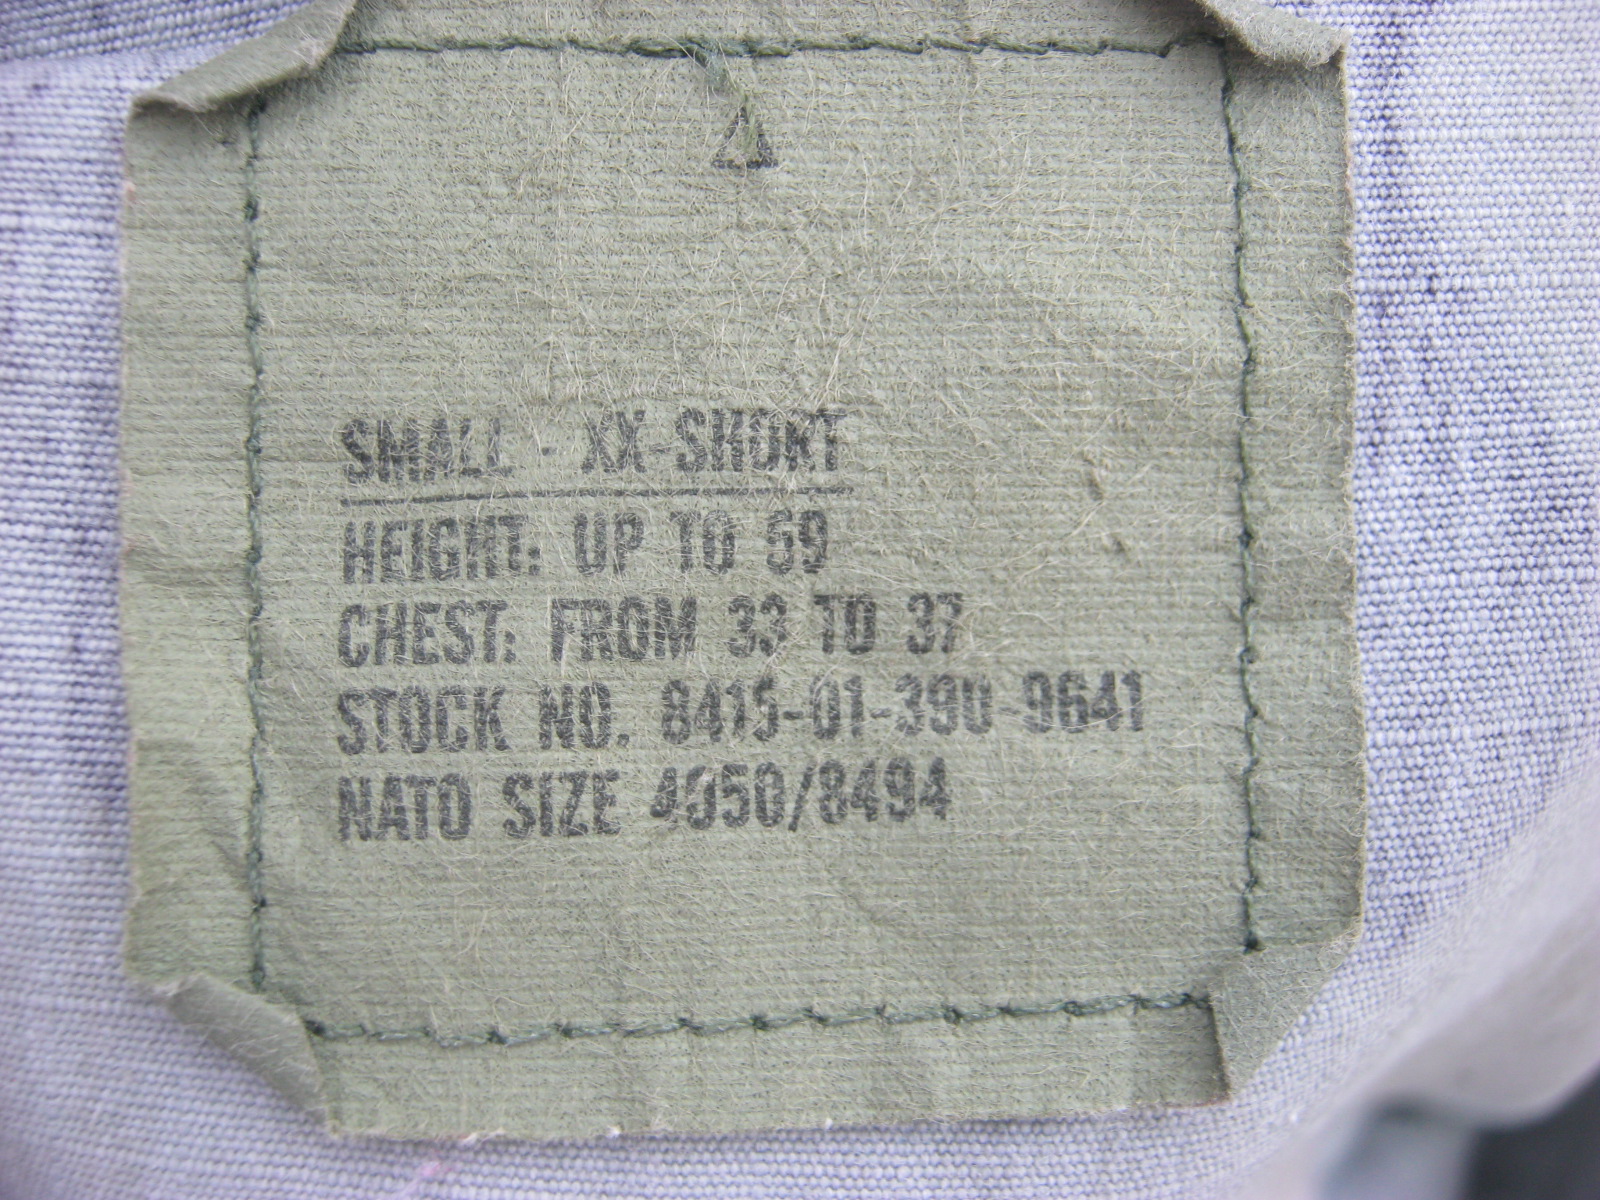 SMALL - XX-SHORT
HEIGHT: UP TO 59
CHEST: FROM 33 TO 37
STOCK NO. 8415-01-390-9641
NATO SIZE 4050/8494